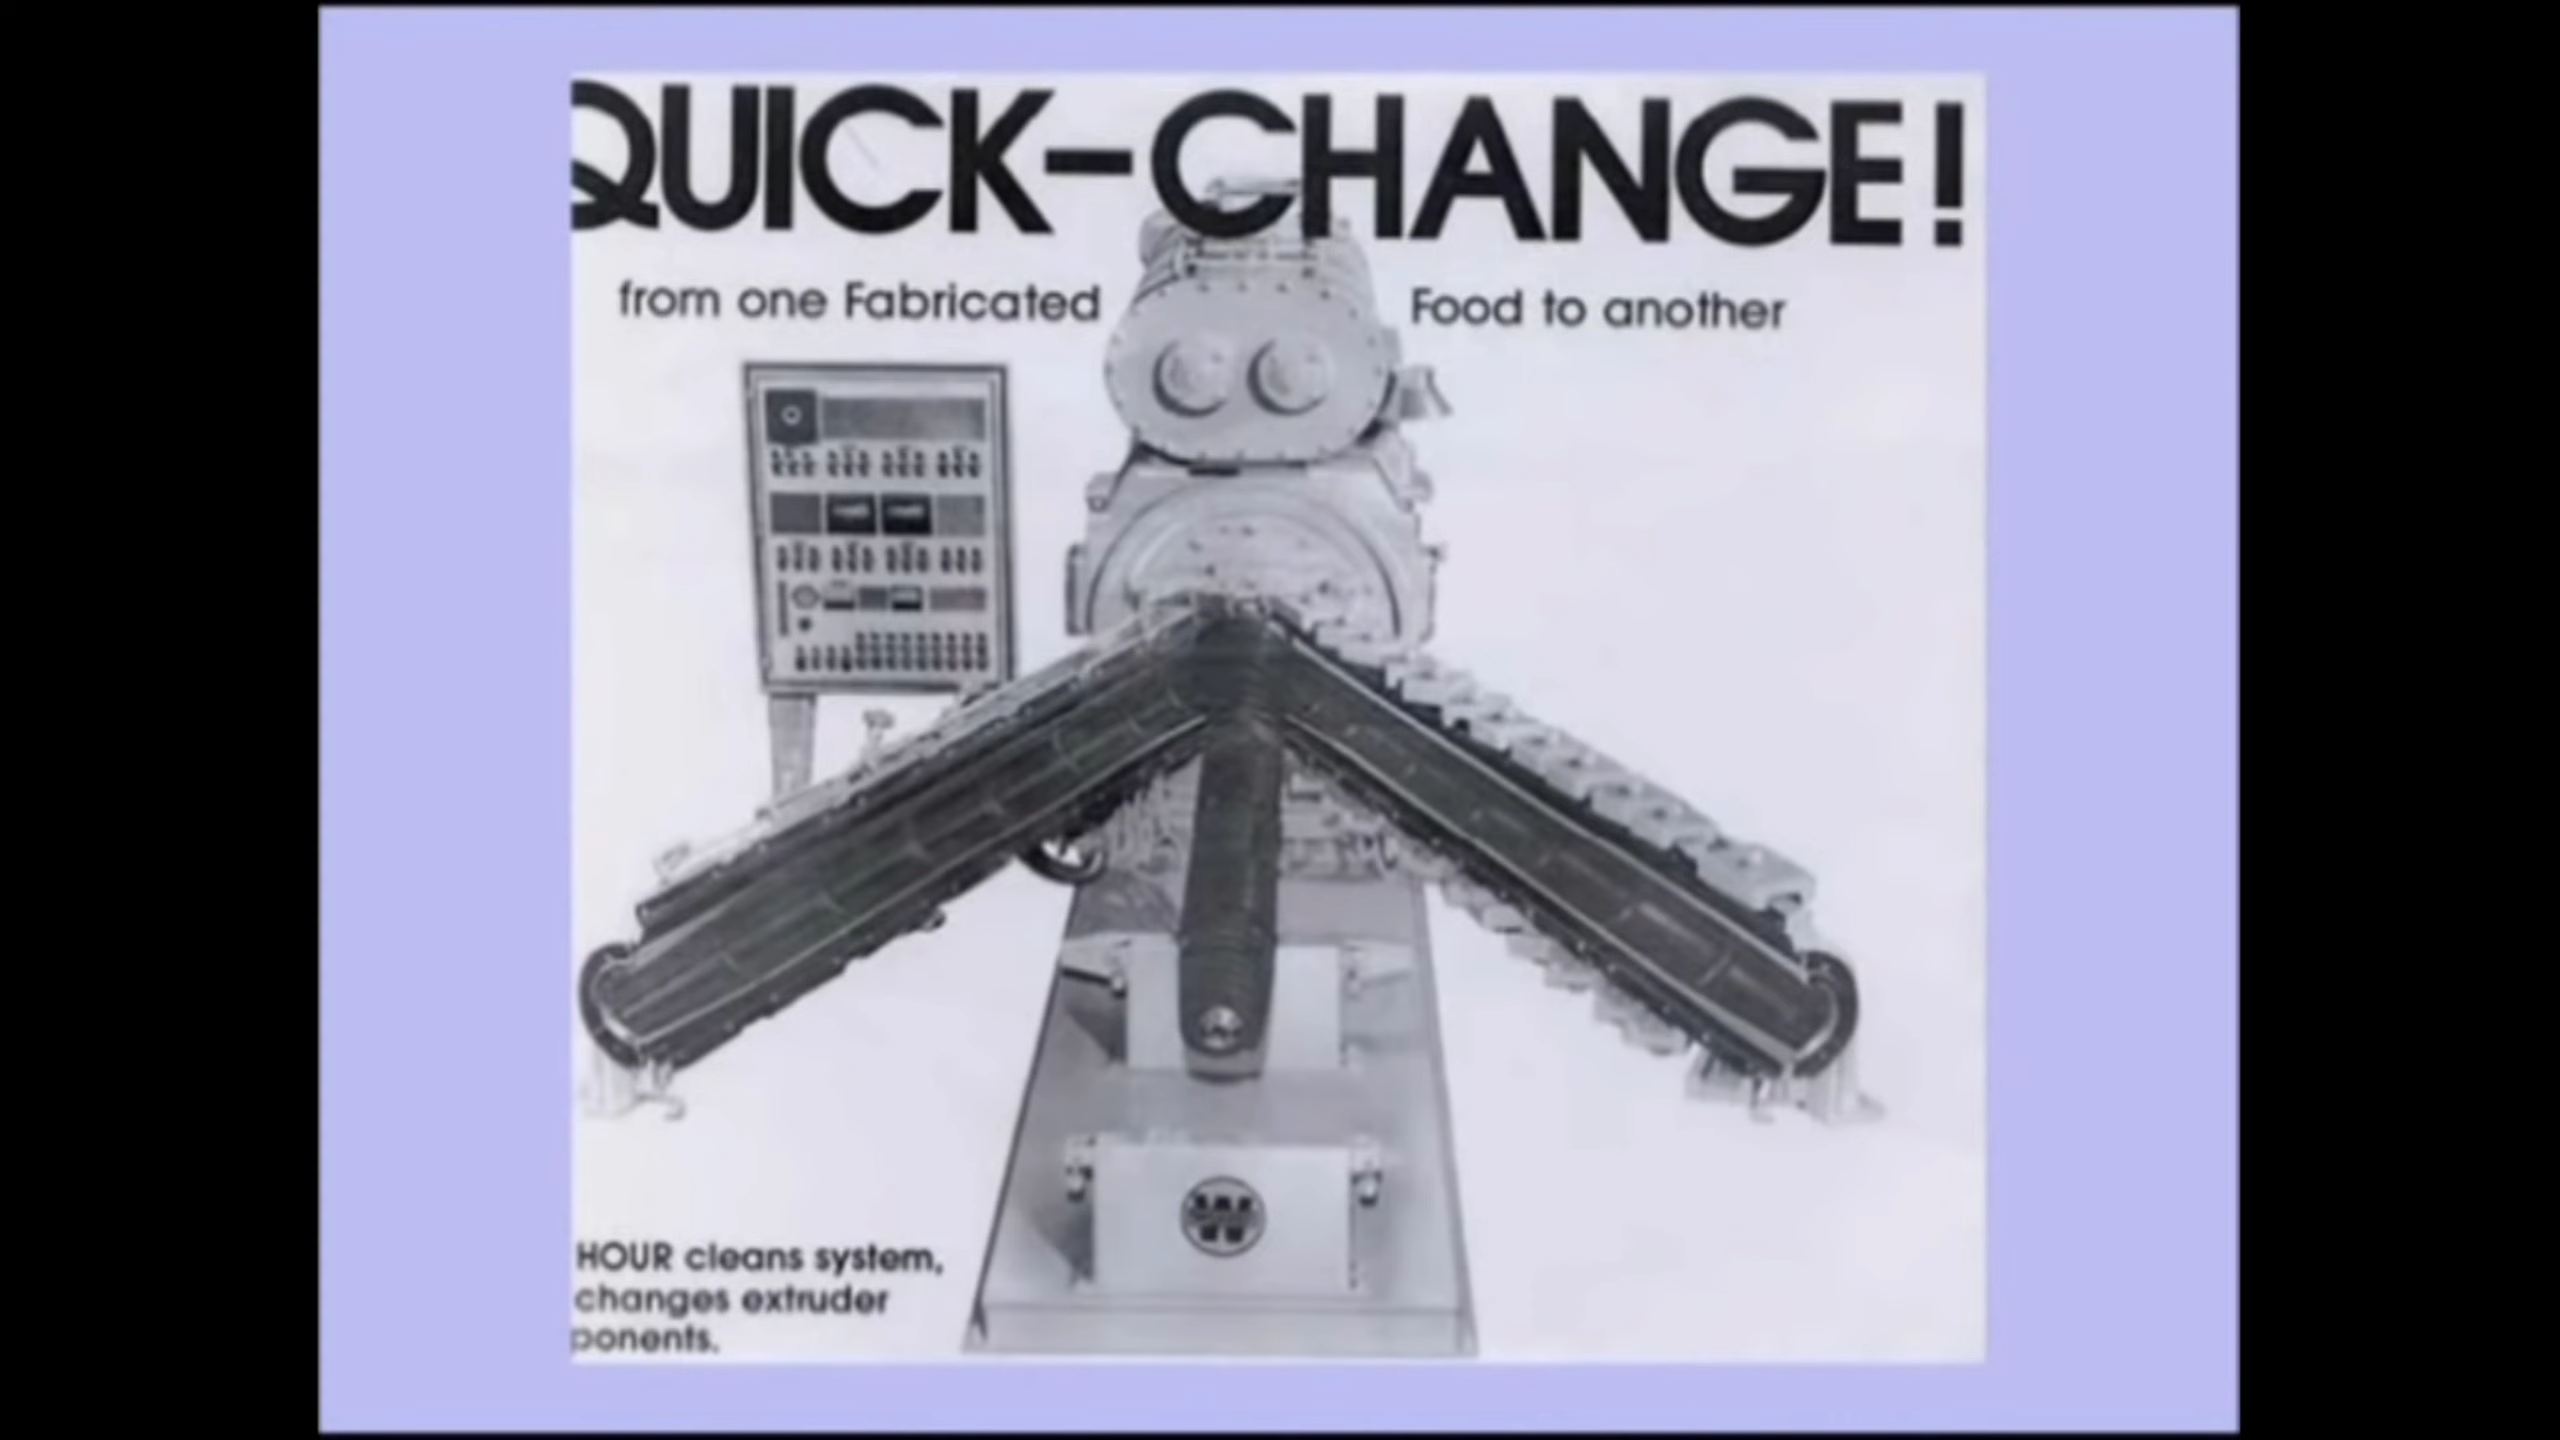 QUICK-CHANGE!
from one Fabricated Food to another
HOUR cleans system,
changes extruder
ponents.